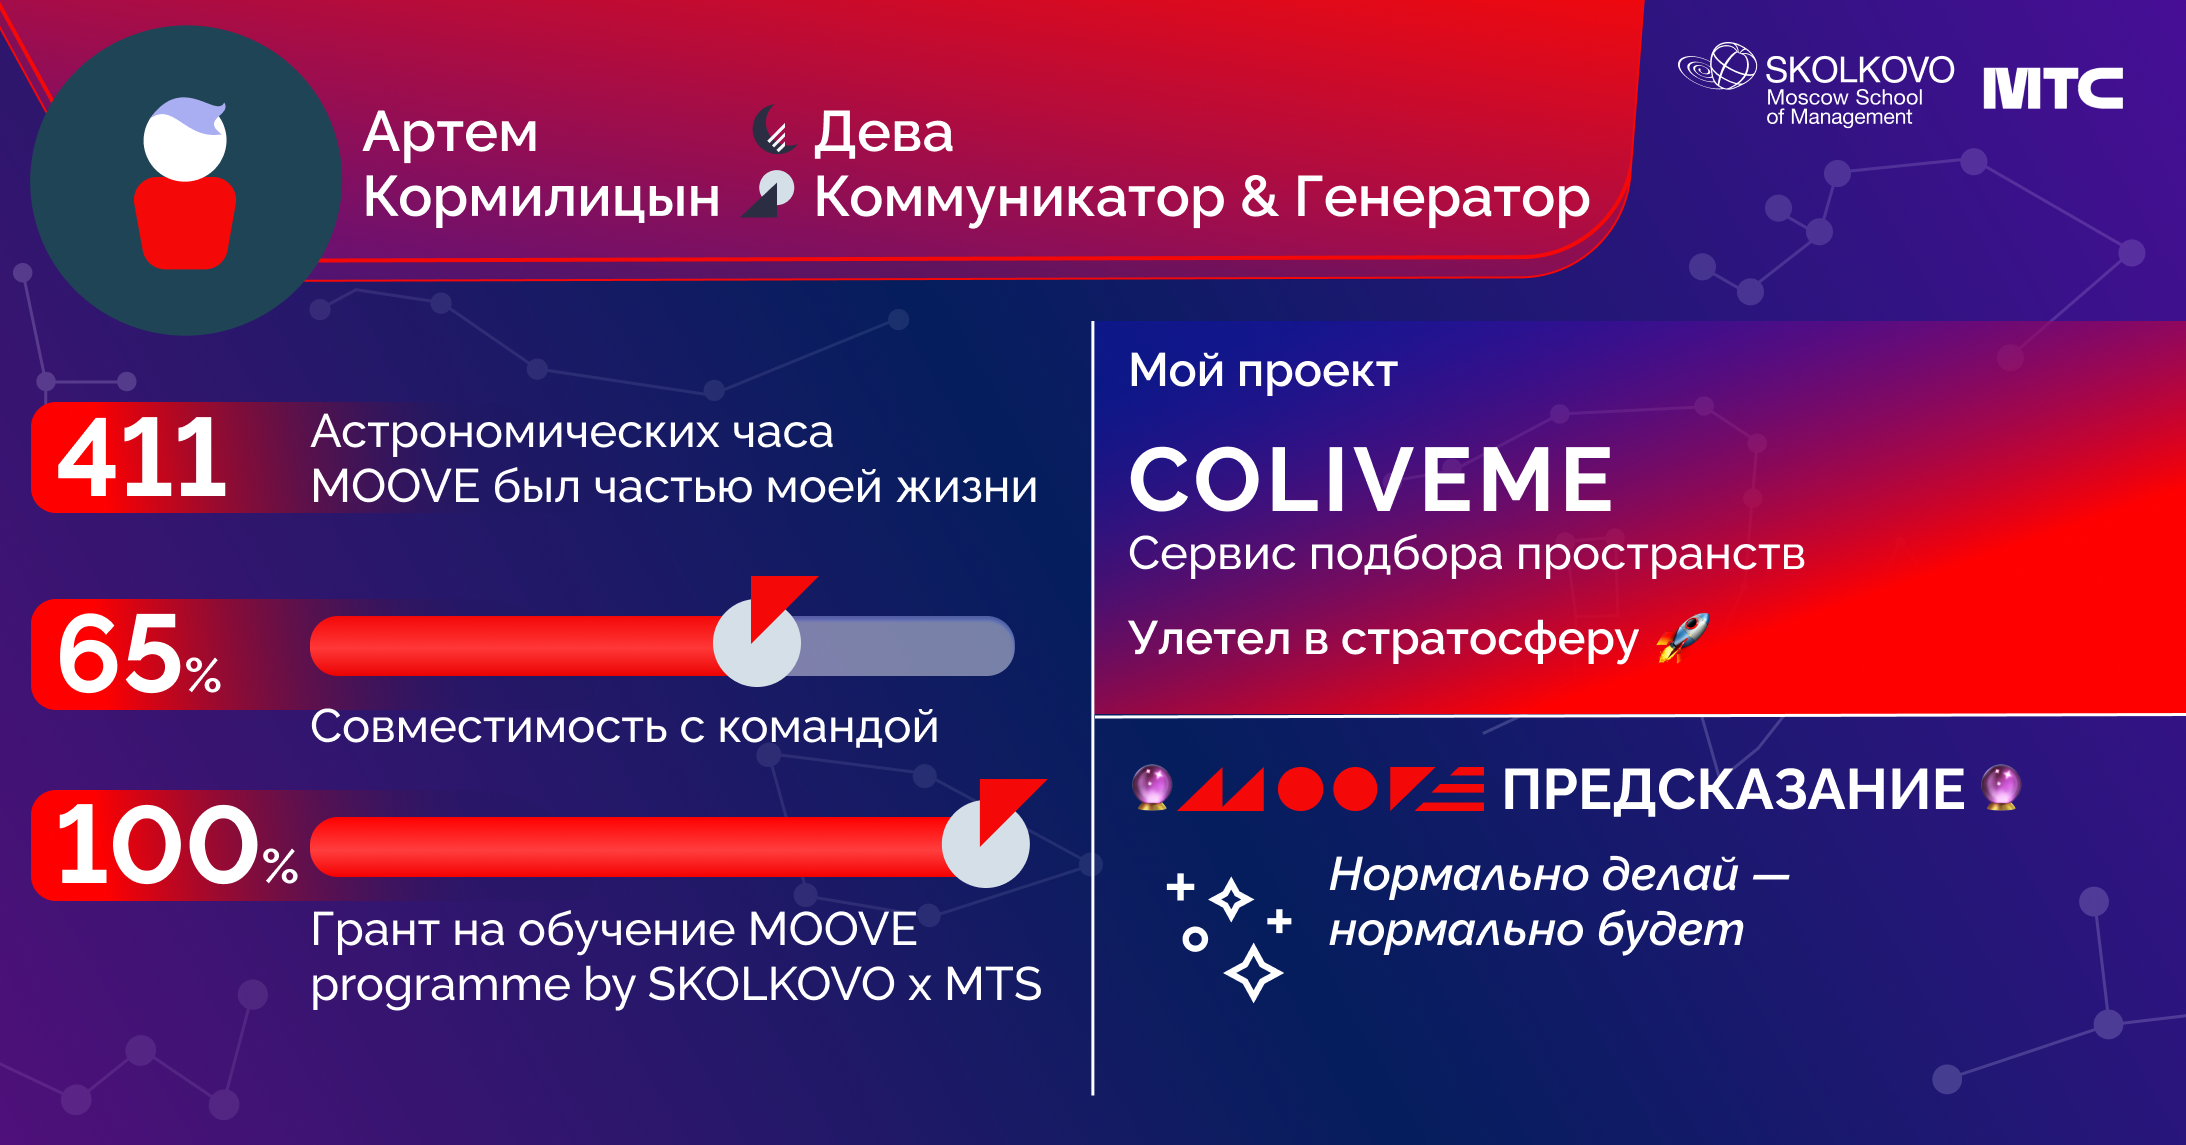 Артем
Кормилицын
Дева
Коммуникатор & Генератор
SKOLKOVO
Moscow School
of Management
МТС
411
Астрономических часа
MOOVE был частью моей жизни
65%
Совместимость с командой
100%
Грант на обучение MOOVE
programme by SKOLKOVO x MTS
Мой проект
COLIVEME
Сервис подбора пространств
Улетел в стратосферу 🚀
🔮 MOOVE ПРЕДСКАЗАНИЕ 🔮
Нормально делай —
нормально будет